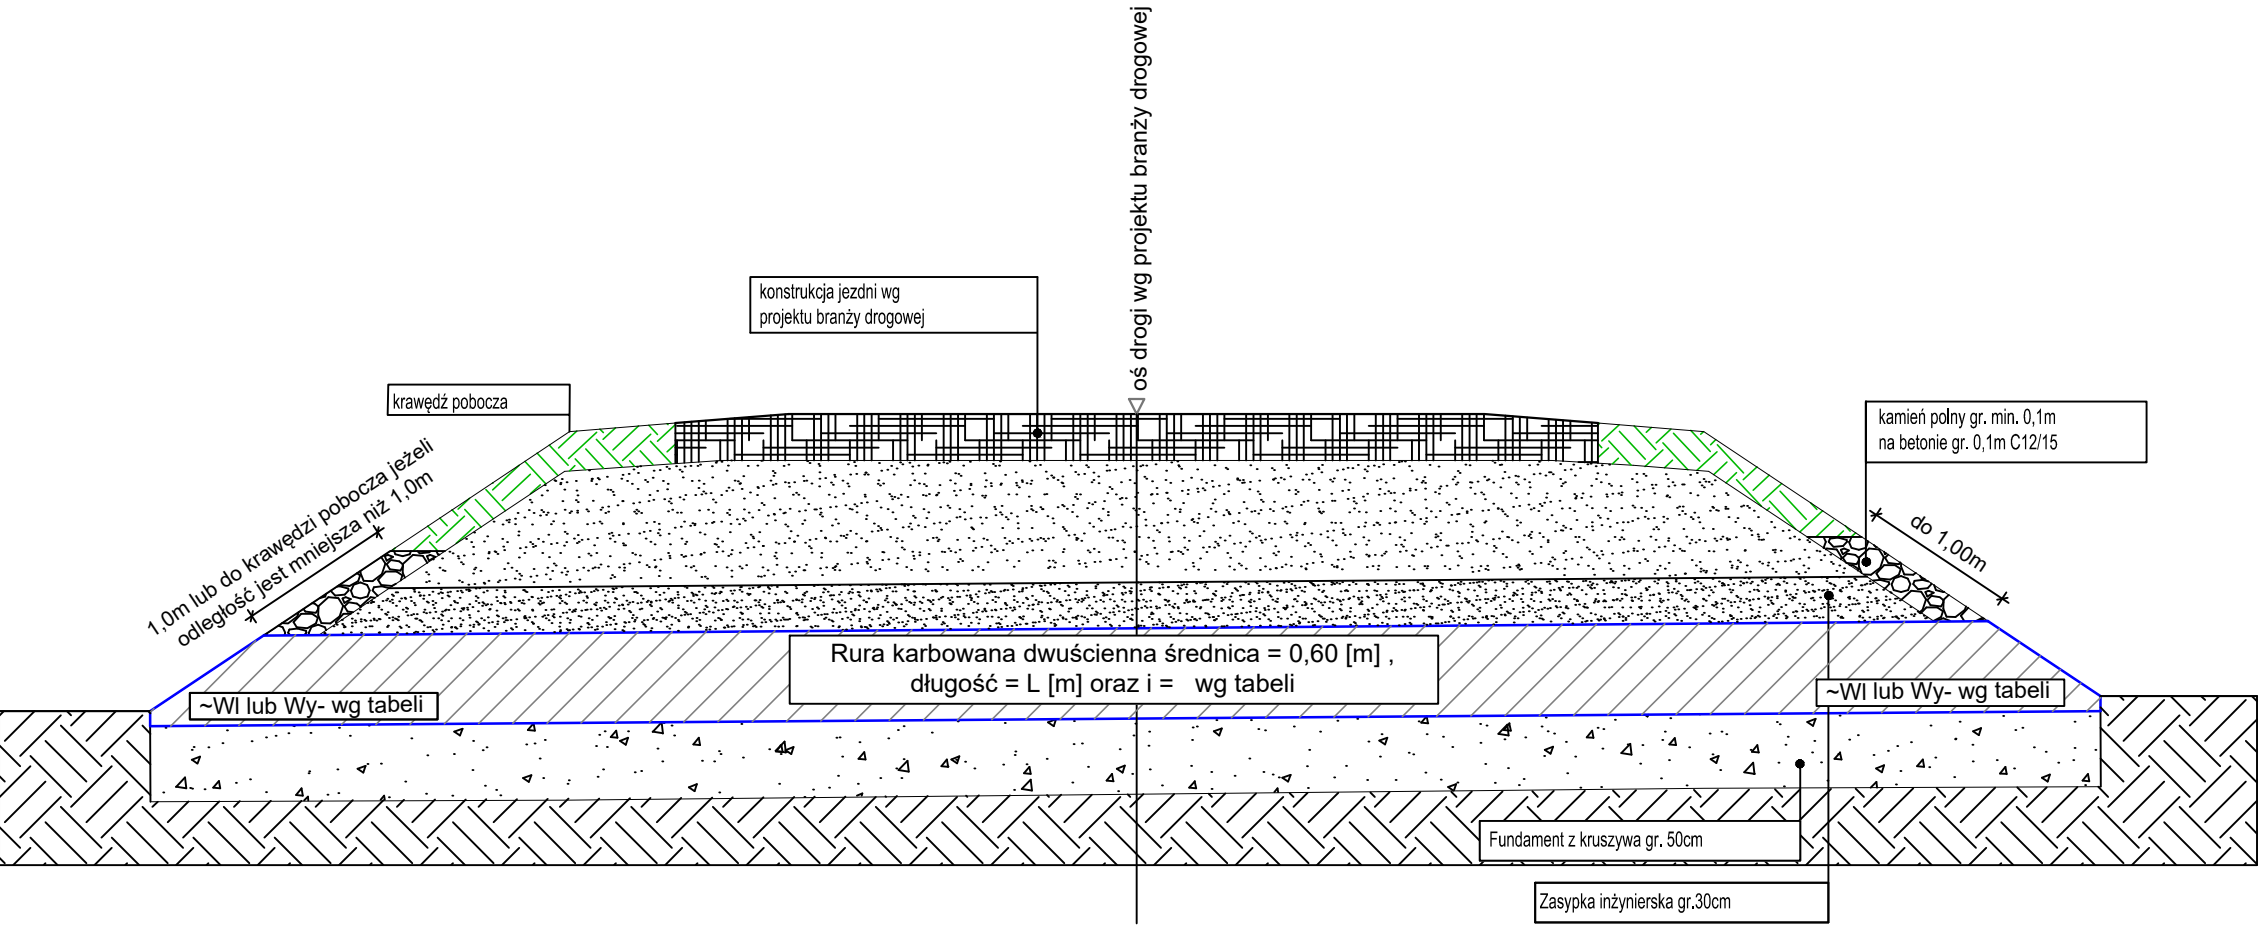 oś drogi wg projektu branży drogowej
konstrukcja jezdni wg
projektu branży drogowej
krawędź pobocza
1,0m lub do krawędzi pobocza jeżeli
odległość jest mniejsza niż 1,0m
kamień polny gr. min. 0,1m
na betonie gr. 0,1m C12/15
do 1,00m
Rura karbowana dwuścienna średnica = 0,60 [m] ,
długość = L [m] oraz i = wg tabeli
~Wl lub Wy- wg tabeli
~Wl lub Wy- wg tabeli
Fundament z kruszywa gr. 50cm
Zasypka inżynierska gr.30cm